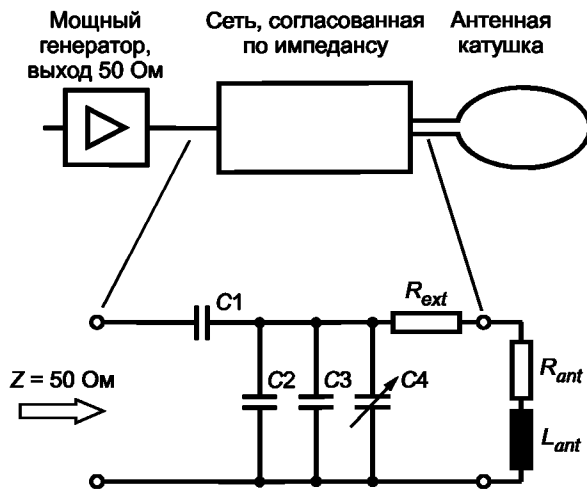 Мощный
генератор,
выход 50 Ом
Сеть, согласованная
по импедансу
Антенная
катушка
C1
R_ext
Z = 50 Ом
C2
C3
C4
R_ant
L_ant